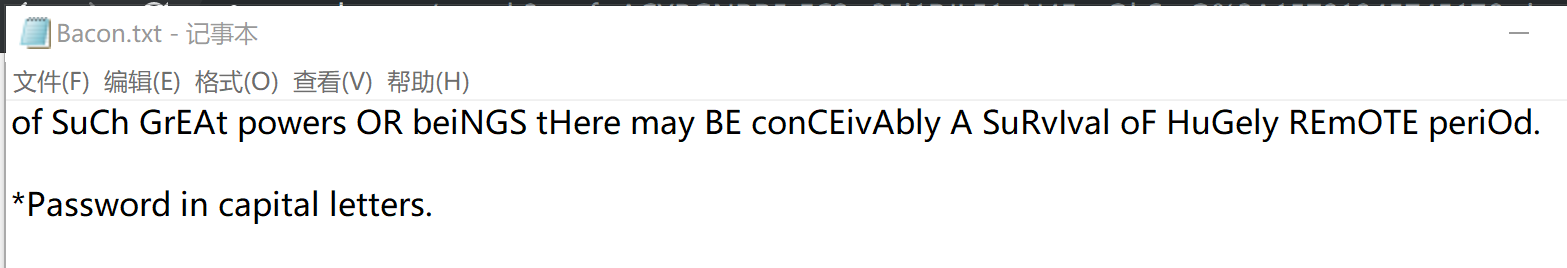 Bacon.txt - 记事本
文件(F) 编辑(E) 格式(O) 查看(V) 帮助(H)
of SuCh GrEAt powers OR beiNGS tHere may BE conCEivAbly A SuRvIval oF HuGely REmOTE periOd.
*Password in capital letters.